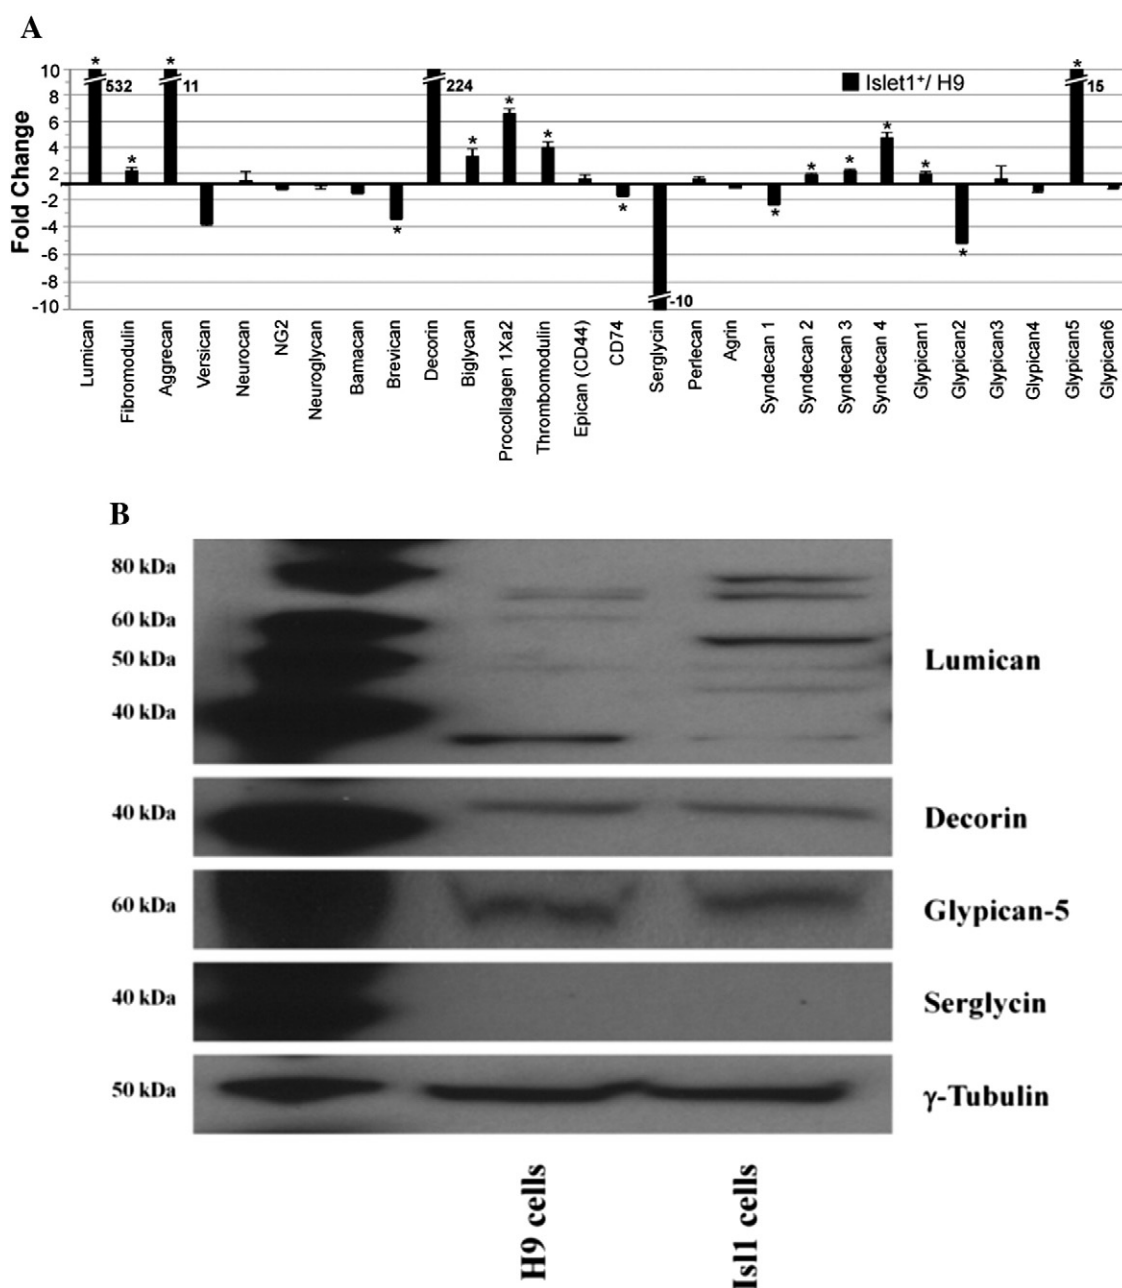 A
Fold Change
10
8
6
4
2
-2
-4
-6
-8
-10
* 532
*
* 11
*
224
*
*
*
*
-10
*
*
*
*
*
*
* 15
Islet1+/ H9
Lumican
Fibromodulin
Aggrecan
Versican
Neurocan
NG2
Neuroglycan
Bamacan
Brevican
Decorin
Biglycan
Procollagen 1Xa2
Thrombomodulin
Epican (CD44)
CD74
Serglycin
Perlecan
Agrin
Syndecan 1
Syndecan 2
Syndecan 3
Syndecan 4
Glypican1
Glypican2
Glypican3
Glypican4
Glypican5
Glypican6
B
80 kDa
60 kDa
50 kDa
40 kDa
Lumican
40 kDa
Decorin
60 kDa
Glypican-5
40 kDa
Serglycin
50 kDa
γ-Tubulin
H9 cells
Isl1 cells